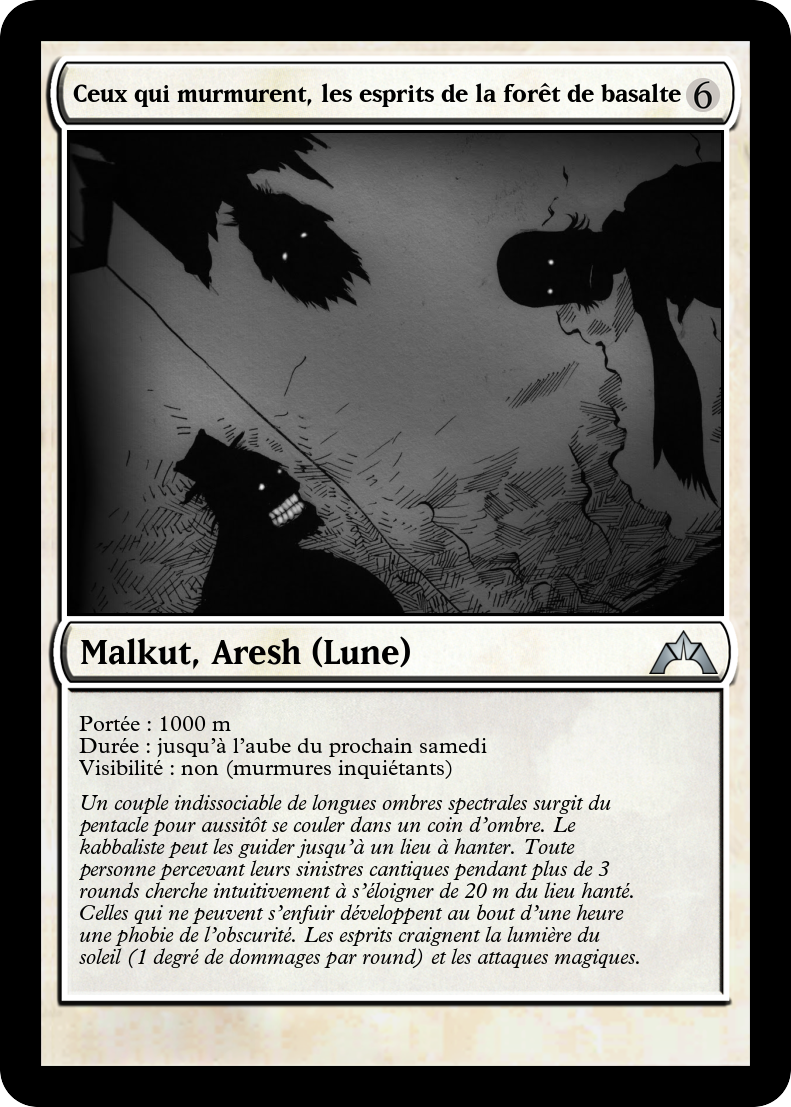 Ceux qui murmurent, les esprits de la forêt de basalte 6
Malkut, Aresh (Lune)
Portée : 1000 m
Durée : jusqu'à l'aube du prochain samedi
Visibilité : non (murmures inquiétants)
Un couple indissociable de longues ombres spectrales surgit du
pentacle pour aussitôt se couler dans un coin d'ombre. Le
kabbaliste peut les guider jusqu'à un lieu à hanter. Toute
personne percevant leurs sinistres cantiques pendant plus de 3
rounds cherche intuitivement à s'éloigner de 20 m du lieu hanté.
Celles qui ne peuvent s'enfuir développent au bout d'une heure
une phobie de l'obscurité. Les esprits craignent la lumière du
soleil (1 degré de dommages par round) et les attaques magiques.